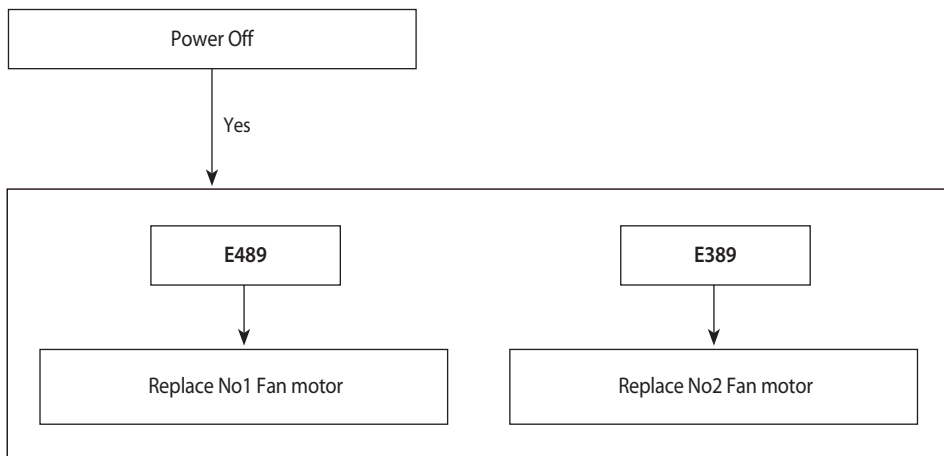 Power Off
Yes
E489
E389
Replace No1 Fan motor
Replace No2 Fan motor